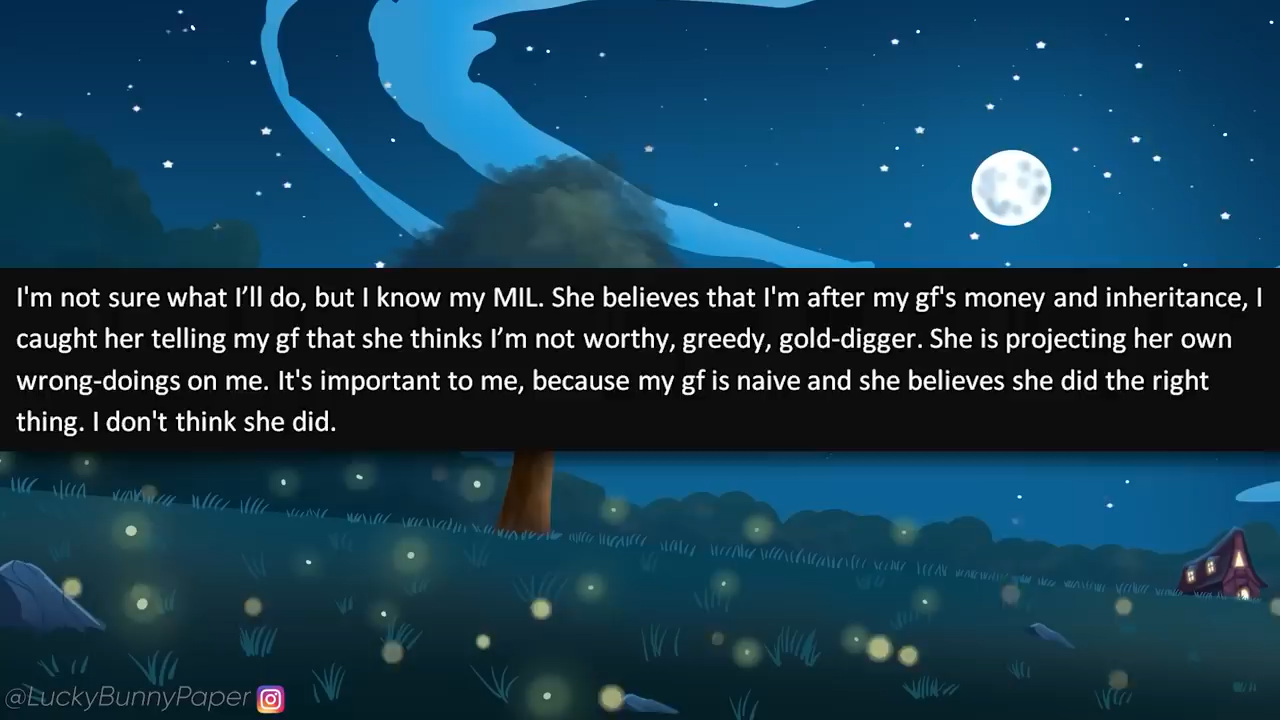 I'm not sure what I’ll do, but I know my MIL. She believes that I'm after my gf's money and inheritance, I
caught her telling my gf that she thinks I’m not worthy, greedy, gold-digger. She is projecting her own
wrong-doings on me. It's important to me, because my gf is naive and she believes she did the right
thing. I don't think she did.
@LuckyBunnyPaper